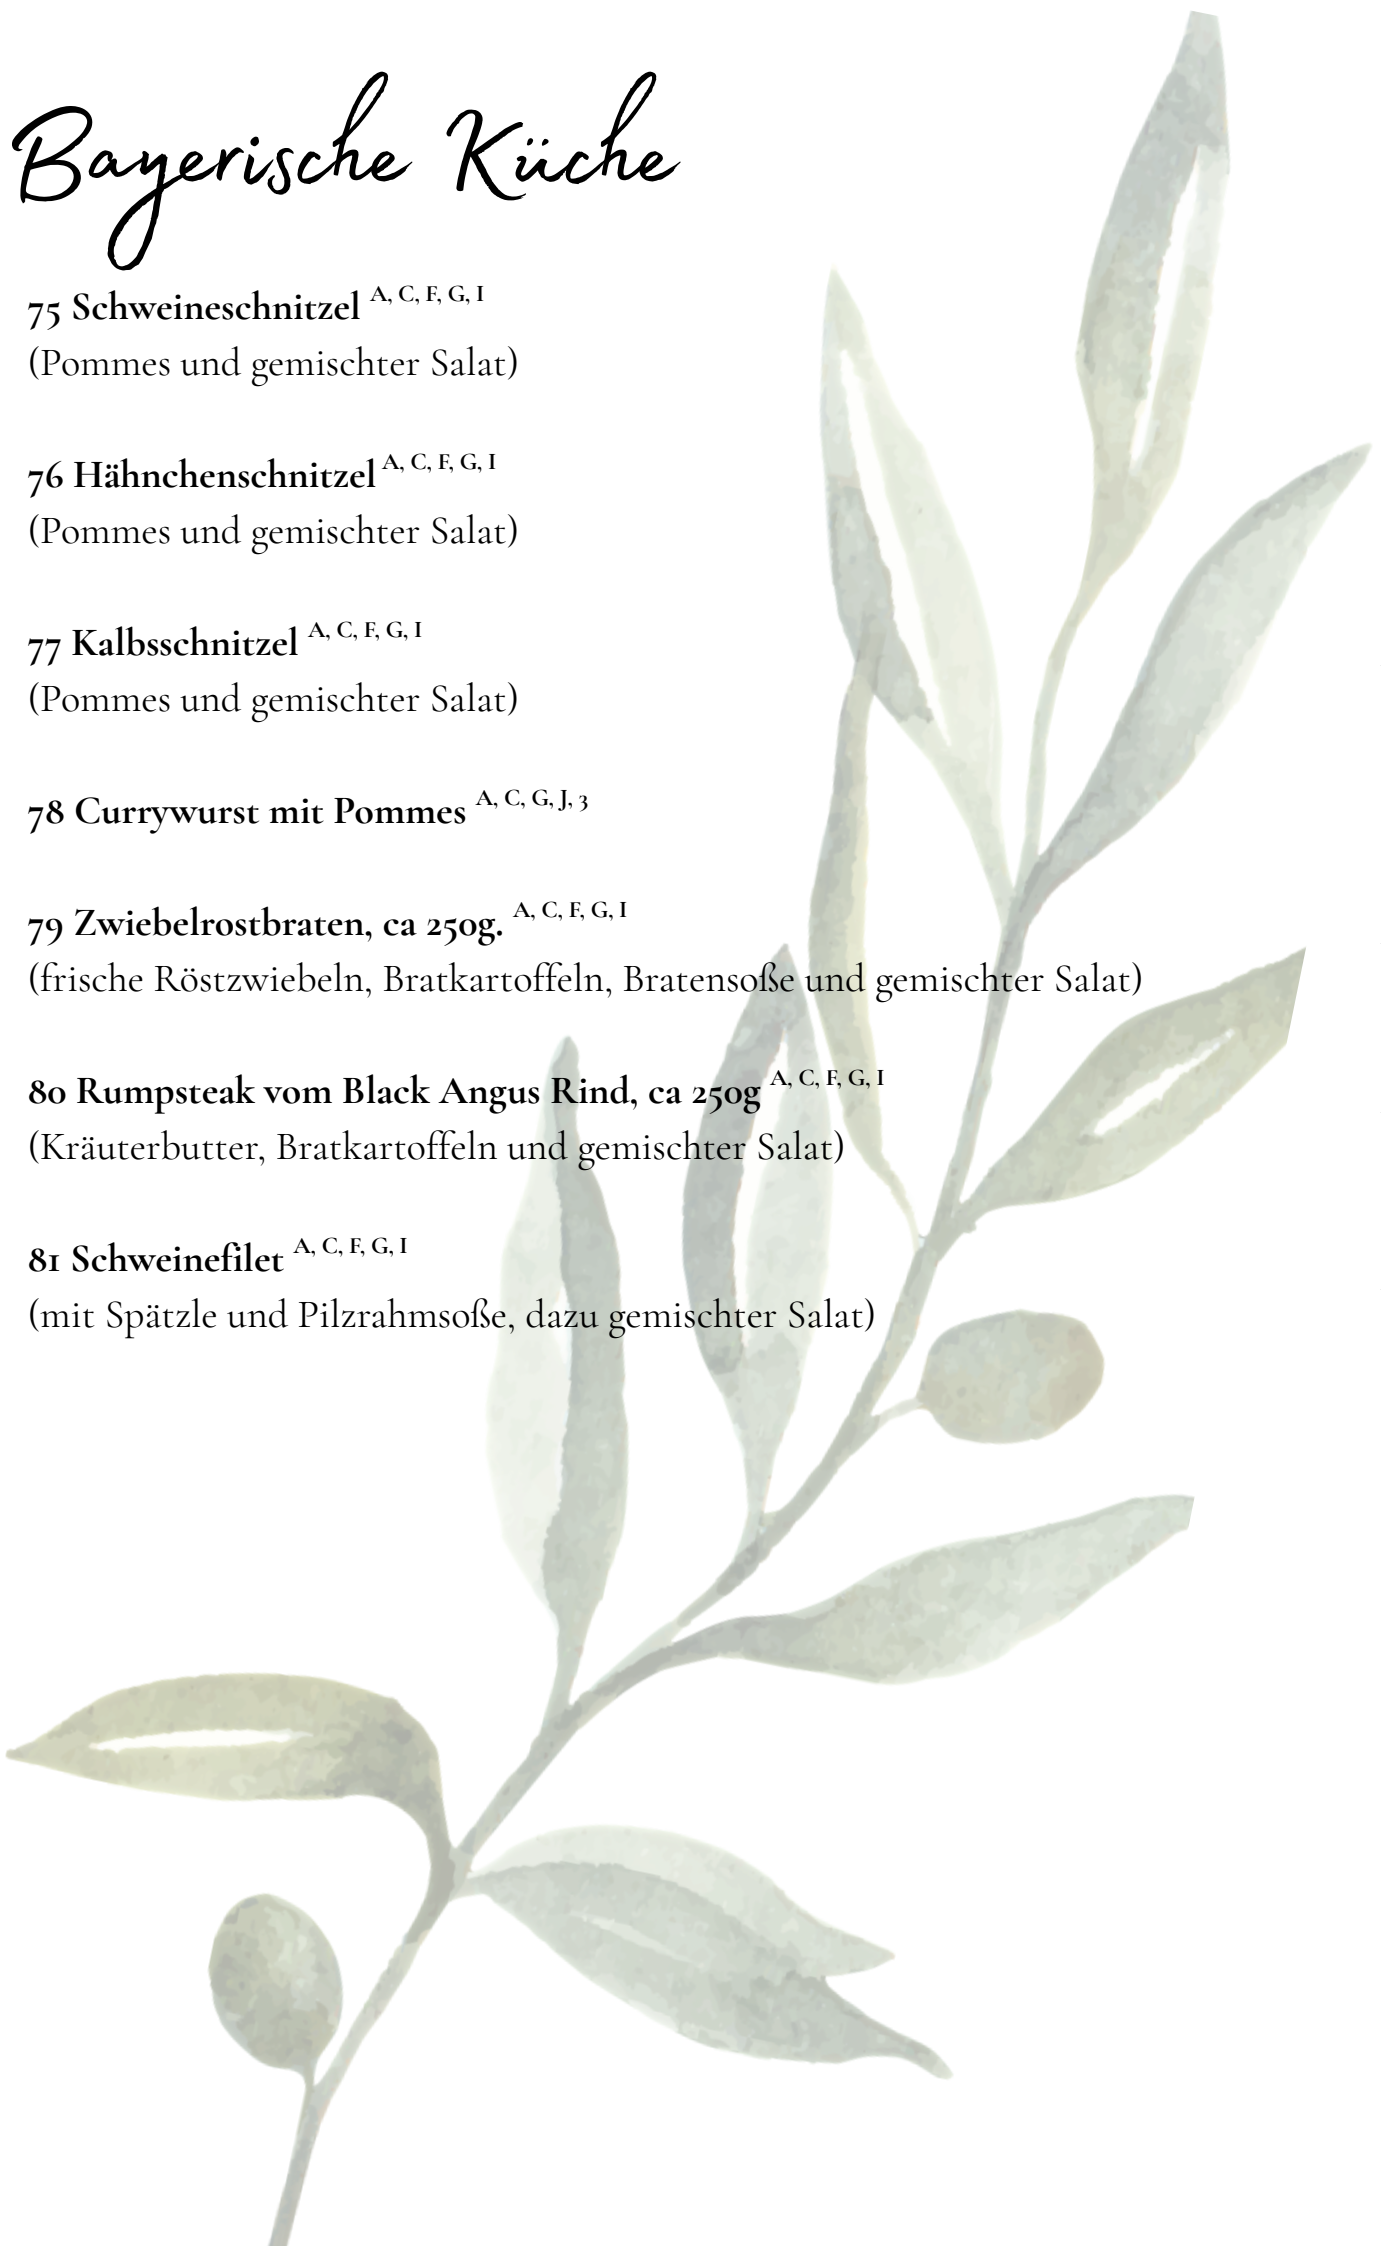 Bayerische Küche
75 Schweineschnitzel A, C, F, G, I
(Pommes und gemischter Salat)
76 Hähnchenschnitzel A, C, F, G, I
(Pommes und gemischter Salat)
77 Kalbsschnitzel A, C, F, G, I
(Pommes und gemischter Salat)
78 Currywurst mit Pommes A, C, G, J, 3
79 Zwiebelrostbraten, ca 250g. A, C, F, G, I
(frische Röstzwiebeln, Bratkartoffeln, Bratensoße und gemischter Salat)
80 Rumpsteak vom Black Angus Rind, ca 250g A, C, F, G, I
(Kräuterbutter, Bratkartoffeln und gemischter Salat)
81 Schweinefilet A, C, F, G, I
(mit Spätzle und Pilzrahmsoße, dazu gemischter Salat)